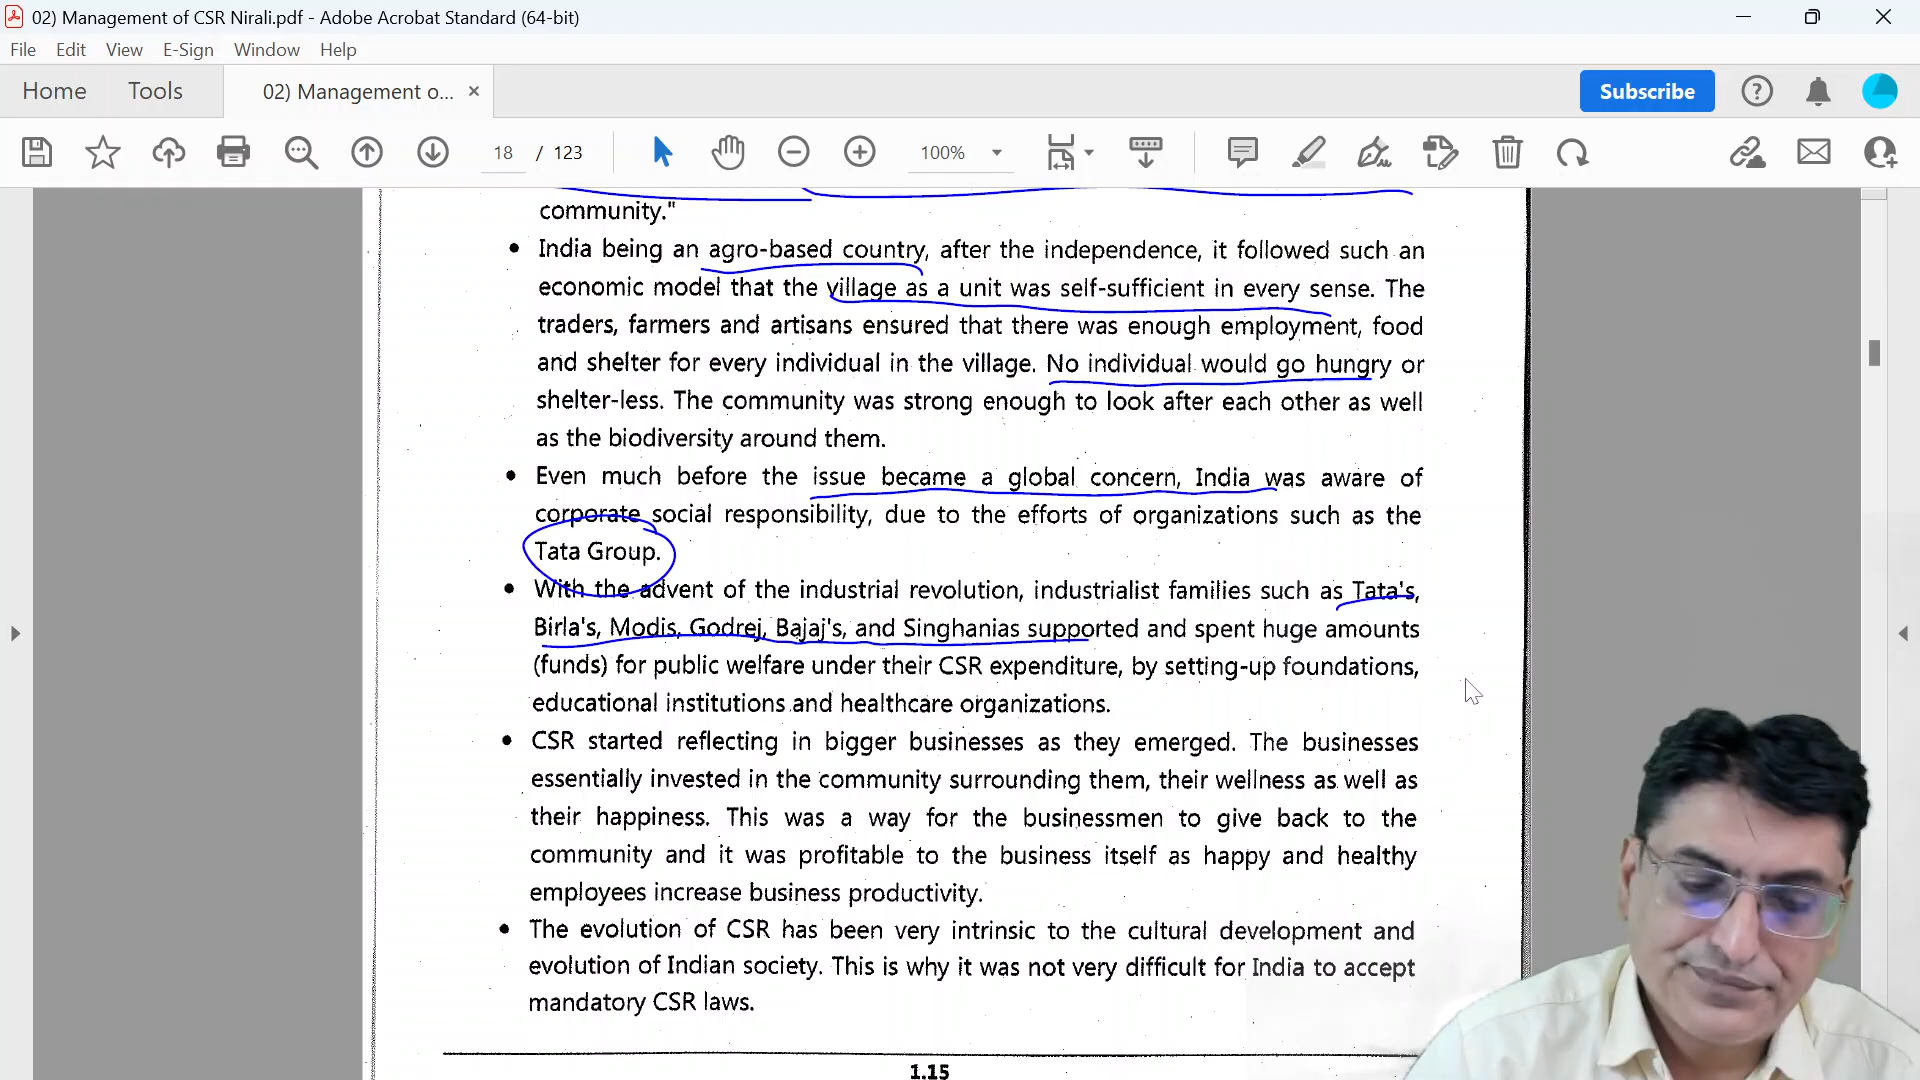 02) Management of CSR Nirali.pdf - Adobe Acrobat Standard (64-bit)
File Edit View E-Sign Window Help
Home Tools 02) Management o... ×
Subscribe
18 / 123 100%
community."
• India being an agro-based country, after the independence, it followed such an
economic model that the village as a unit was self-sufficient in every sense. The
traders, farmers and artisans ensured that there was enough employment, food
and shelter for every individual in the village. No individual would go hungry or
shelter-less. The community was strong enough to look after each other as well
as the biodiversity around them.
• Even much before the issue became a global concern, India was aware of
corporate social responsibility, due to the efforts of organizations such as the
Tata Group.
• With the advent of the industrial revolution, industrialist families such as Tata's,
Birla's, Modis, Godrej, Bajaj's, and Singhanias supported and spent huge amounts
(funds) for public welfare under their CSR expenditure, by setting-up foundations,
educational institutions and healthcare organizations.
• CSR started reflecting in bigger businesses as they emerged. The businesses
essentially invested in the community surrounding them, their wellness as well as
their happiness. This was a way for the businessmen to give back to the
community and it was profitable to the business itself as happy and healthy
employees increase business productivity.
• The evolution of CSR has been very intrinsic to the cultural development and
evolution of Indian society. This is why it was not very difficult for India to accept
mandatory CSR laws.
1.15